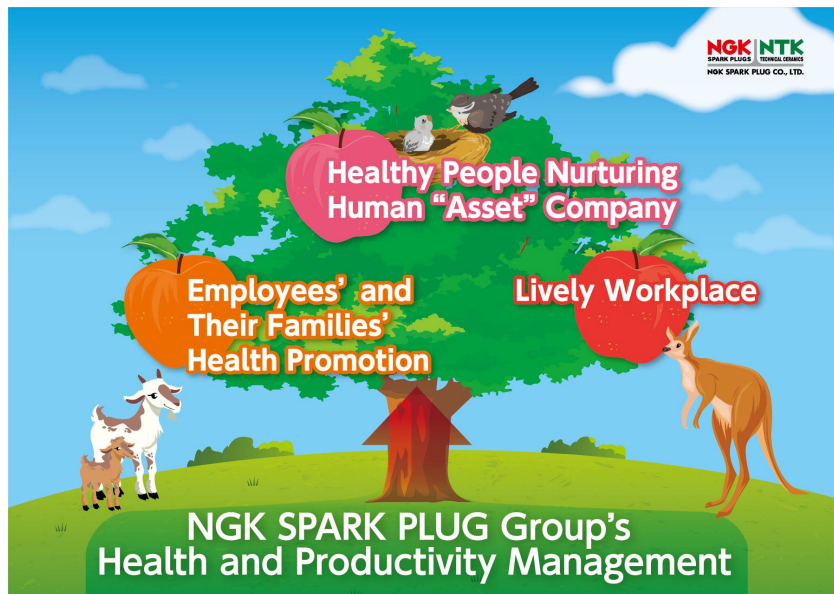 NGK NTK
SPARK PLUGS TECHNICAL CERAMICS
NGK SPARK PLUG CO., LTD.
Healthy People Nurturing
Human “Asset” Company
Employees’ and
Their Families’
Health Promotion
Lively Workplace
NGK SPARK PLUG Group’s
Health and Productivity Management